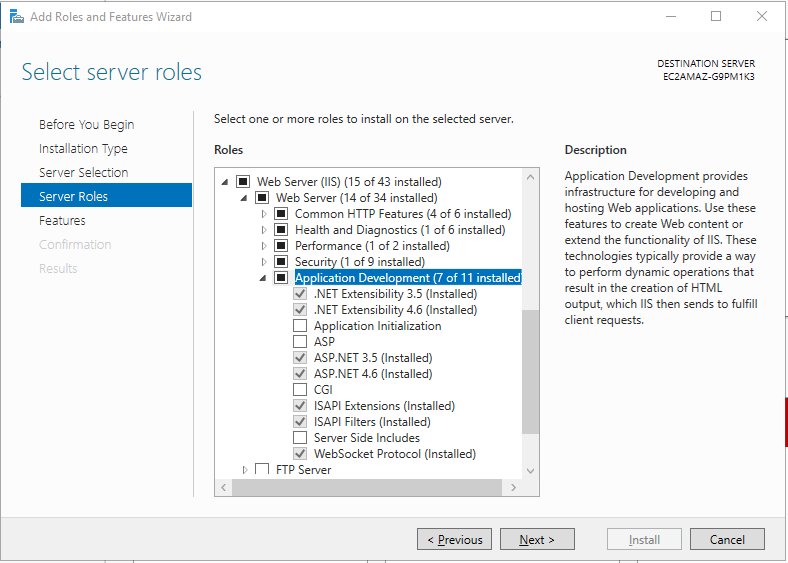 Add Roles and Features Wizard
Select server roles
DESTINATION SERVER
EC2AMAZ-G9PM1K3
Before You Begin
Installation Type
Server Selection
Server Roles
Features
Confirmation
Results
Select one or more roles to install on the selected server.
Roles
Web Server (IIS) (15 of 43 installed)
Web Server (14 of 34 installed)
Common HTTP Features (4 of 6 installed)
Health and Diagnostics (1 of 6 installed)
Performance (1 of 2 installed)
Security (1 of 9 installed)
Application Development (7 of 11 installed)
.NET Extensibility 3.5 (Installed)
.NET Extensibility 4.6 (Installed)
Application Initialization
ASP
ASP.NET 3.5 (Installed)
ASP.NET 4.6 (Installed)
CGI
ISAPI Extensions (Installed)
ISAPI Filters (Installed)
Server Side Includes
WebSocket Protocol (Installed)
FTP Server
Description
Application Development provides
infrastructure for developing and
hosting Web applications. Use these
features to create Web content or
extend the functionality of IIS. These
technologies typically provide a way
to perform dynamic operations that
result in the creation of HTML
output, which IIS then sends to fulfill
client requests.
< Previous
Next >
Install
Cancel